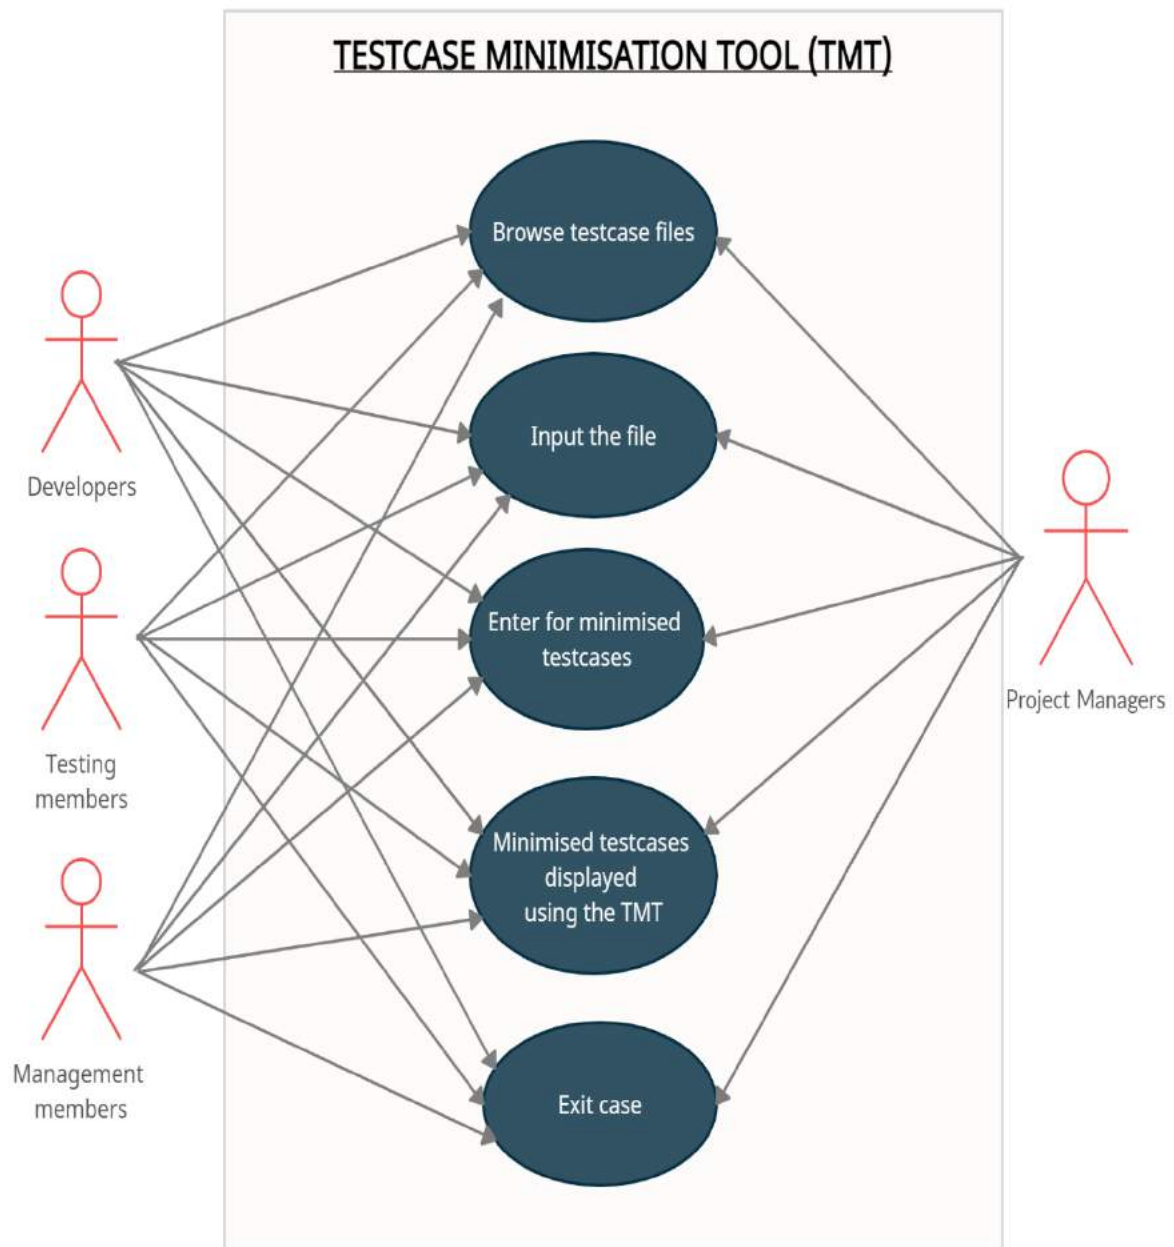 TESTCASE MINIMISATION TOOL (TMT)
Browse testcase files
Input the file
Enter for minimised
testcases
Minimised testcases
displayed
using the TMT
Exit case
Developers
Testing
members
Management
members
Project Managers